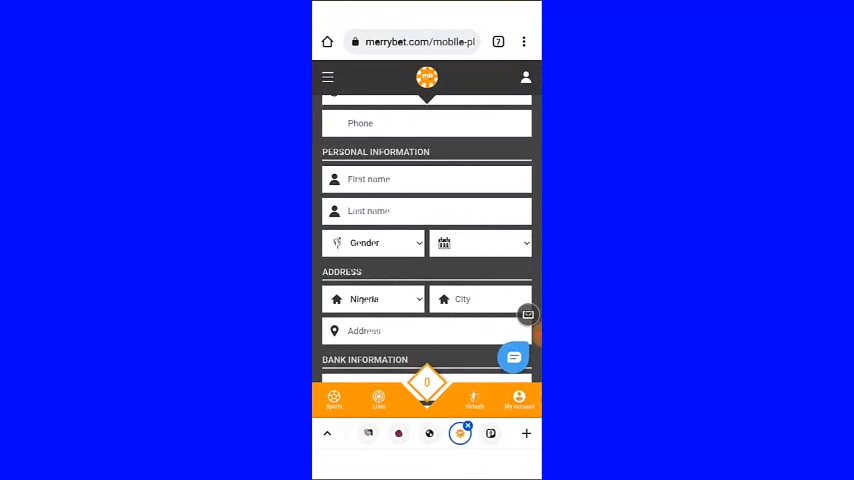 merrybet.com/mobile-pl 7
mb
Phone
PERSONAL INFORMATION
First name
Last name
Gender
ADDRESS
Nigeria City
Address
BANK INFORMATION
0
Sports Lives Virtuals My Account